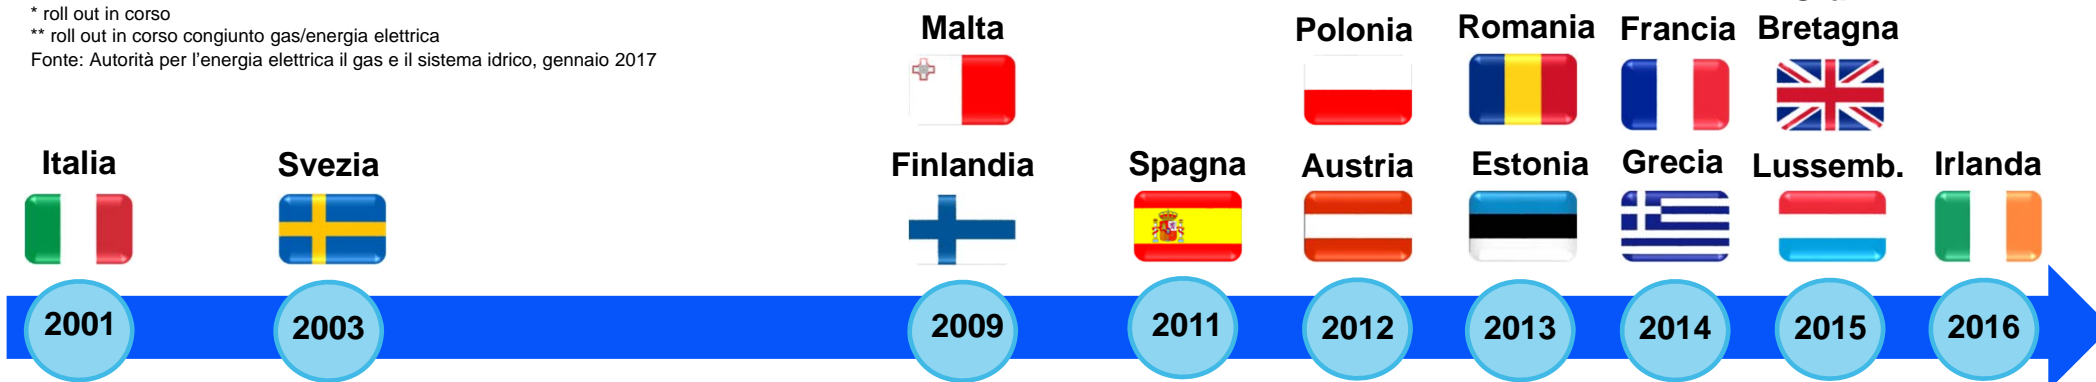 * roll out in corso
** roll out in corso congiunto gas/energia elettrica
Fonte: Autorità per l’energia elettrica il gas e il sistema idrico, gennaio 2017
Malta
Polonia
Romania
Francia
Bretagna
Italia
Svezia
Finlandia
Spagna
Austria
Estonia
Grecia
Lussemb.
Irlanda
2001
2003
2009
2011
2012
2013
2014
2015
2016